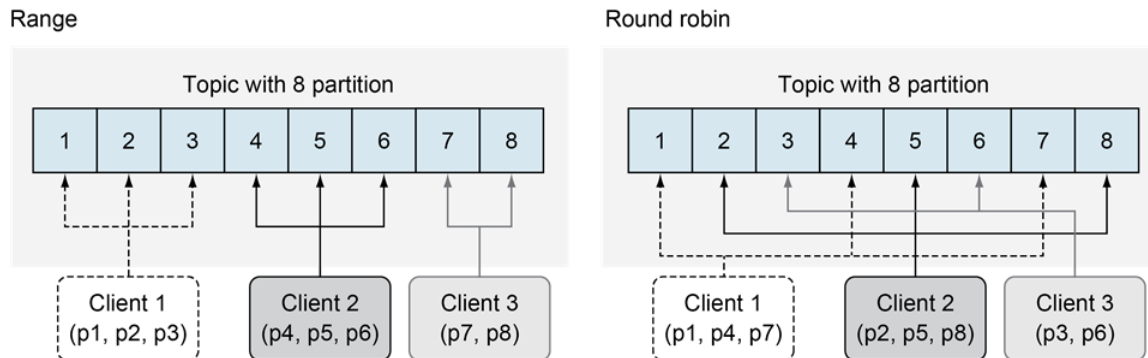 Range
Topic with 8 partition
1 2 3 4 5 6 7 8
Client 1
(p1, p2, p3)
Client 2
(p4, p5, p6)
Client 3
(p7, p8)
Round robin
Topic with 8 partition
1 2 3 4 5 6 7 8
Client 1
(p1, p4, p7)
Client 2
(p2, p5, p8)
Client 3
(p3, p6)